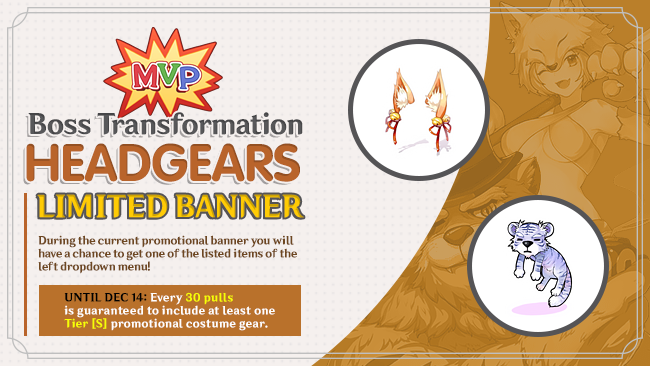 MVP
Boss Transformation
HEADGEARS
LIMITED BANNER
During the current promotional banner you will
have a chance to get one of the listed items of the
left dropdown menu!
UNTIL DEC 14: Every 30 pulls
is guaranteed to include at least one
Tier [S] promotional costume gear.